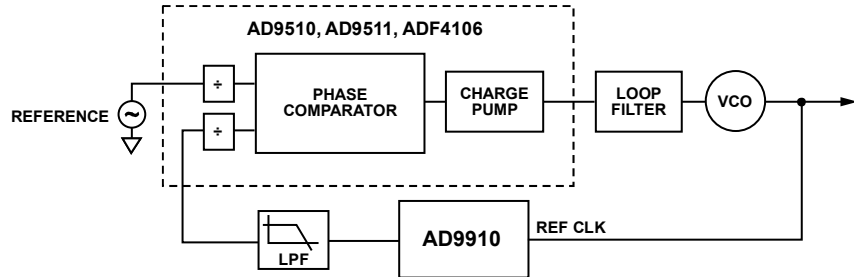 AD9510, AD9511, ADF4106
REFERENCE
~
÷
÷
PHASE
COMPARATOR
CHARGE
PUMP
LOOP
FILTER
VCO
LPF
AD9910
REF CLK